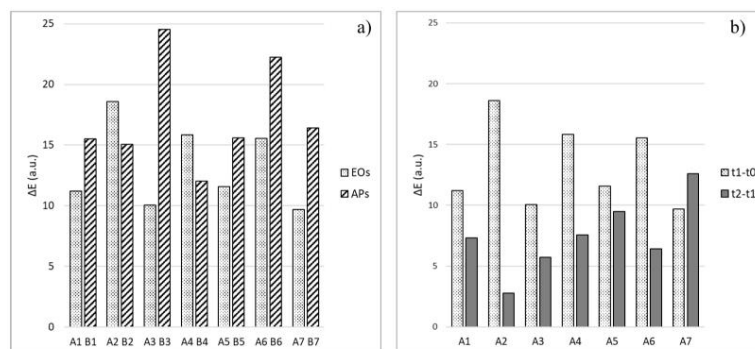 a)
25
20
15
10
5
0
ΔE (a.u.)
A1 B1 A2 B2 A3 B3 A4 B4 A5 B5 A6 B6 A7 B7
EOs
APs
b)
25
20
15
10
5
0
ΔE (a.u.)
A1 A2 A3 A4 A5 A6 A7
t1-t0
t2-t1